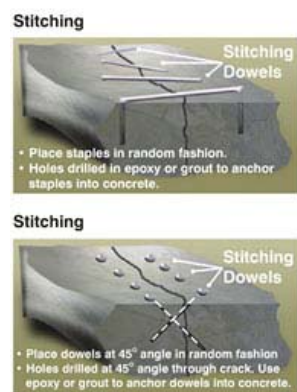 Stitching
Stitching
Dowels
• Place staples in random fashion.
• Holes drilled in epoxy or grout to anchor
staples into concrete.
Stitching
Stitching
Dowels
• Place dowels at 45° angle in random fashion
• Holes drilled at 45° angle through crack. Use
epoxy or grout to anchor dowels into concrete.